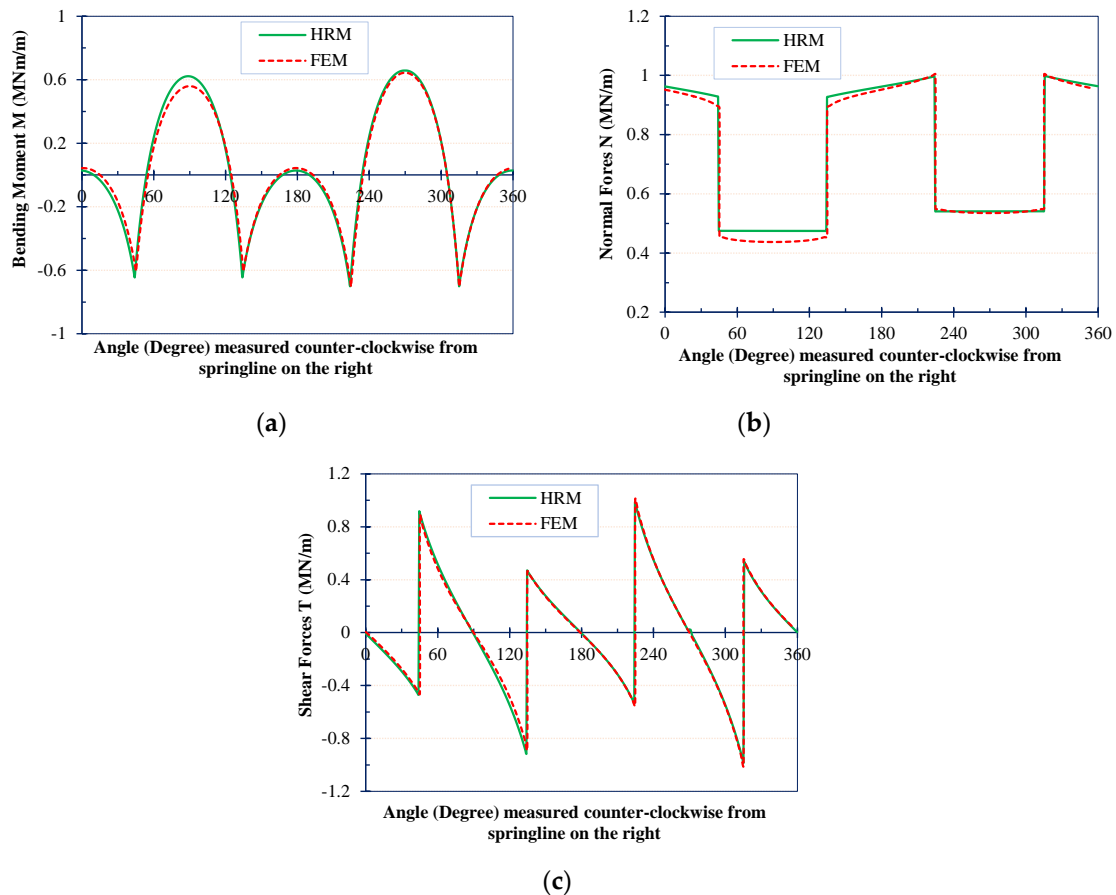 1
0.6
0.2
-0.2
-0.6
-1
0 60 120 180 240 300 360
Bending Moment M (MNm/m)
HRM
FEM
Angle (Degree) measured counter-clockwise from
springline on the right
(a)
1.2
1
0.8
0.6
0.4
0.2
0 60 120 180 240 300 360
Normal Fores N (MN/m)
HRM
FEM
Angle (Degree) measured counter-clockwise from
springline on the right
(b)
1.2
0.8
0.4
0
-0.4
-0.8
-1.2
0 60 120 180 240 300 360
Shear Forces T (MN/m)
HRM
FEM
Angle (Degree) measured counter-clockwise from
springline on the right
(c)